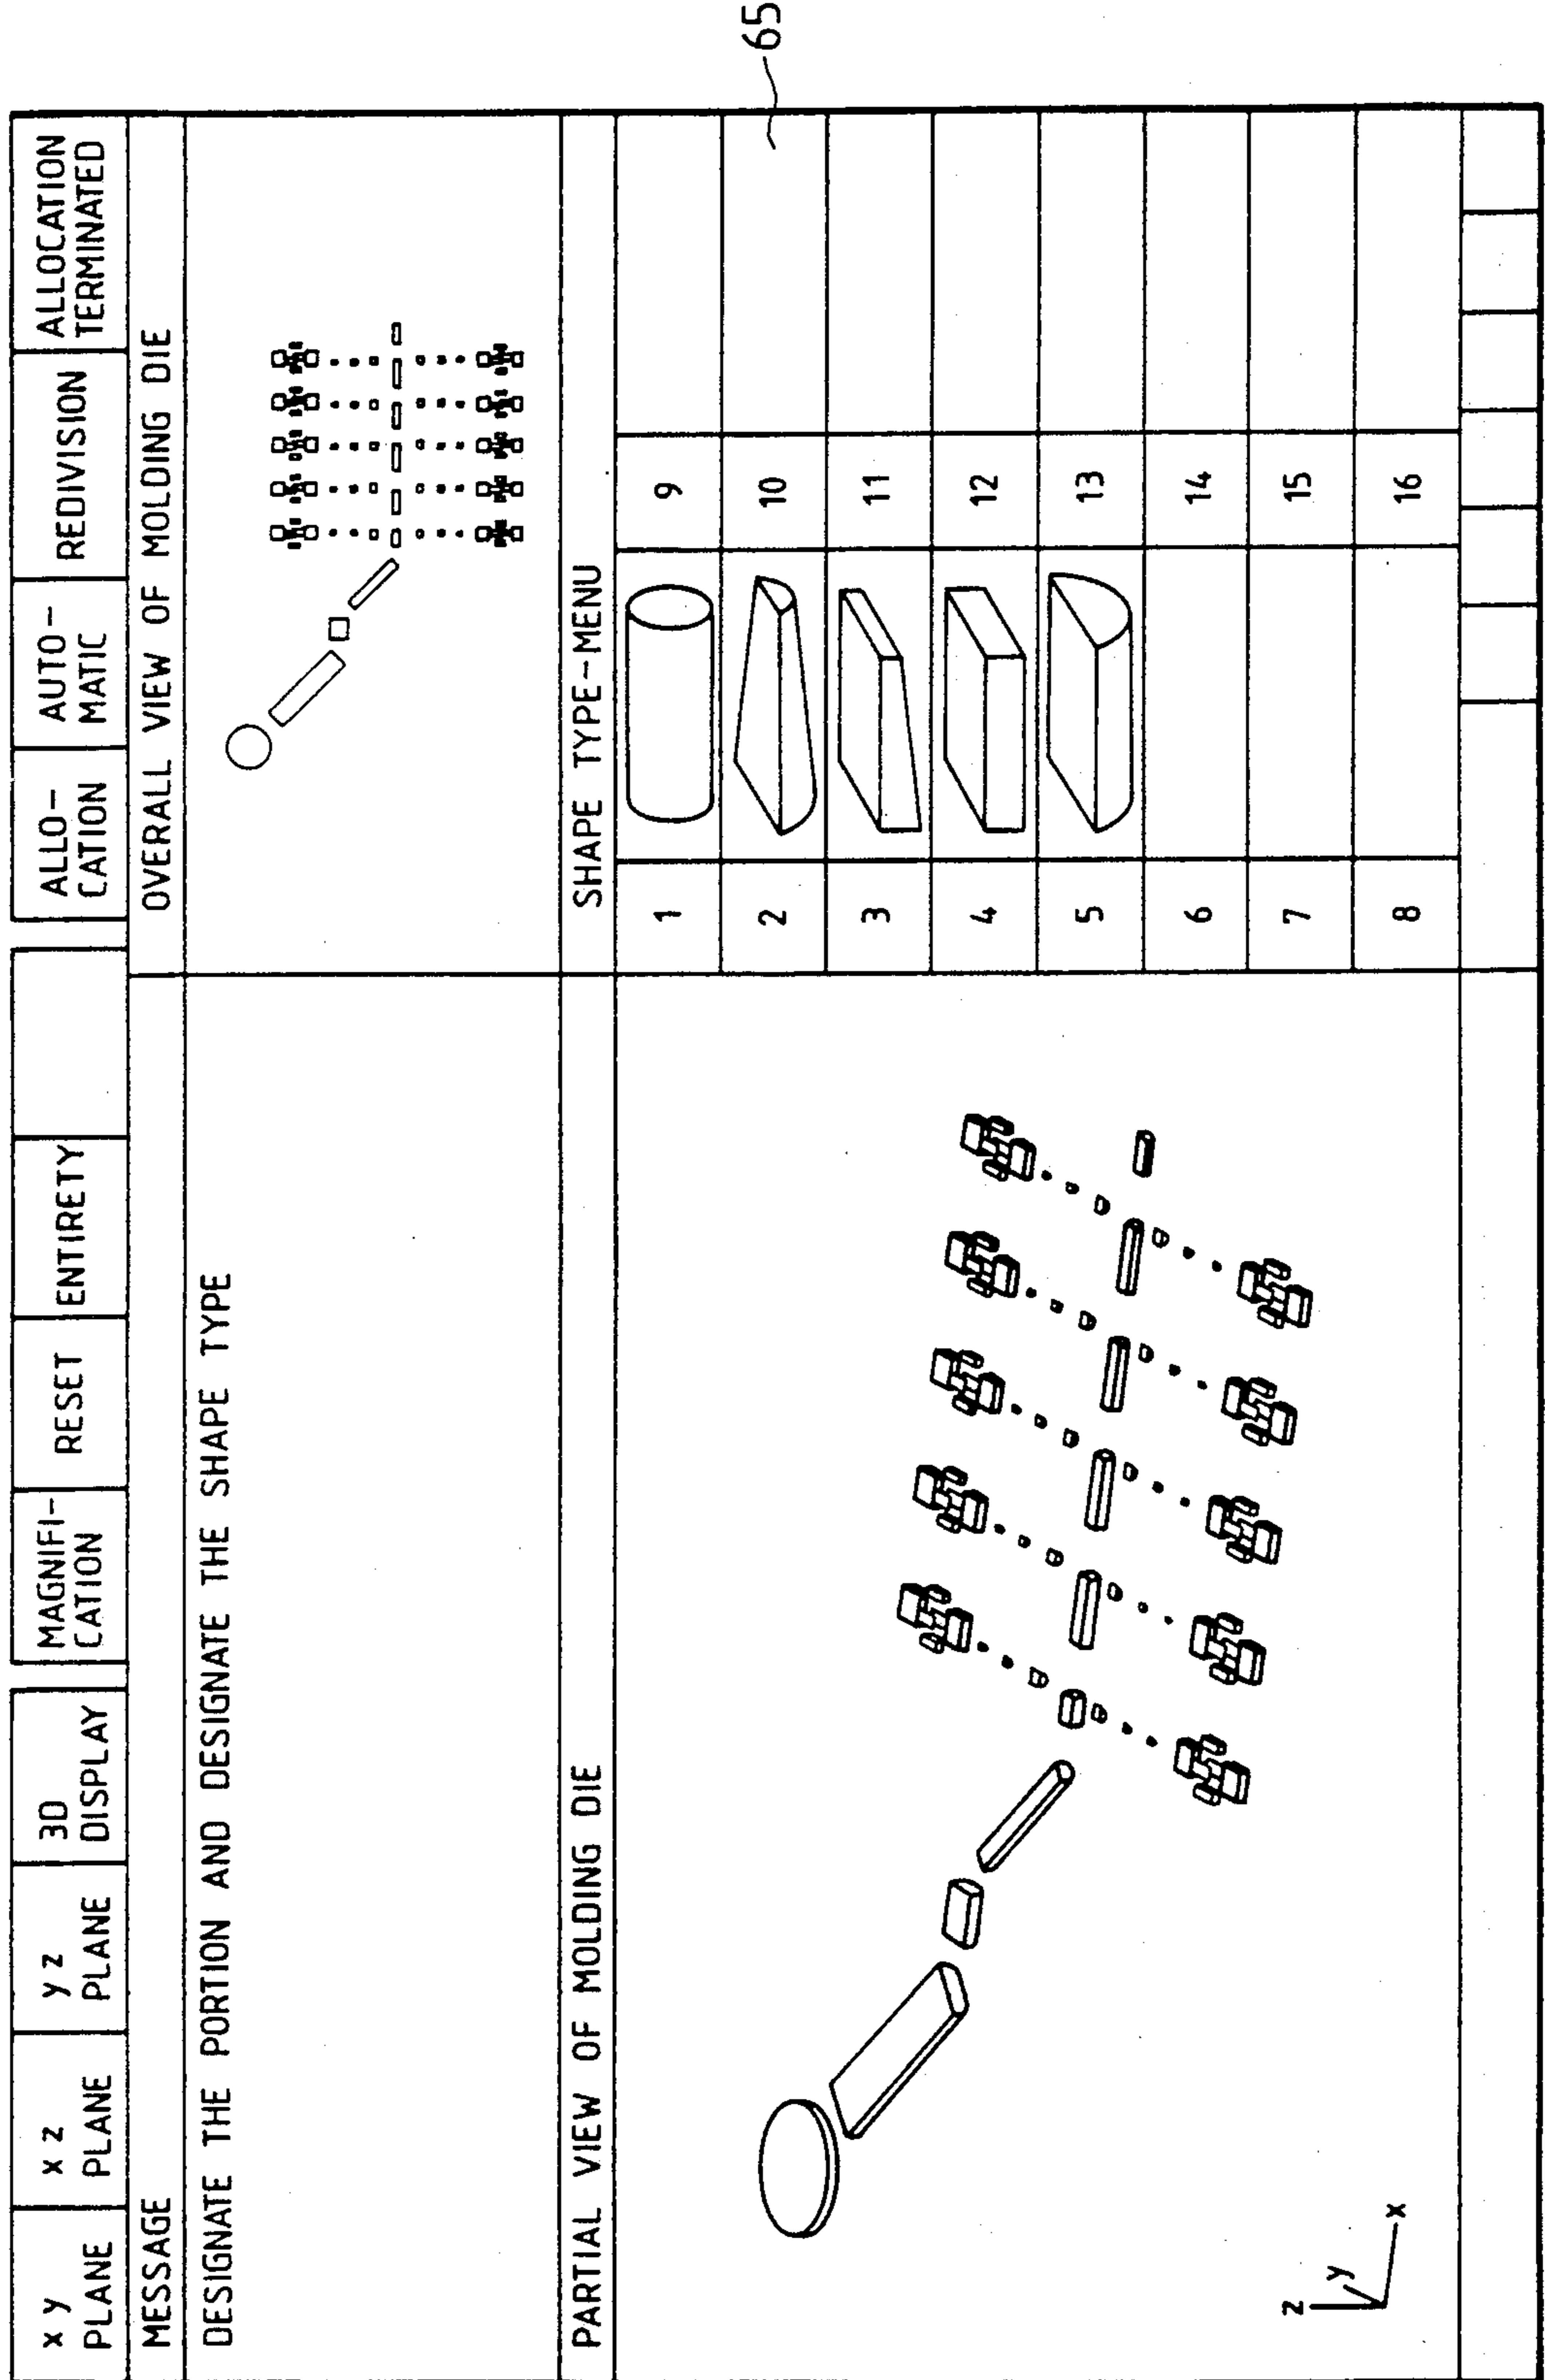 x y
PLANE
x z
PLANE
y z
PLANE
3D
DISPLAY
MAGNIFI-
CATION
RESET
ENTIRETY
ALLO-
CATION
AUTO-
MATIC
REDIVISION
ALLOCATION
TERMINATED
MESSAGE
OVERALL VIEW OF MOLDING DIE
DESIGNATE THE PORTION AND DESIGNATE THE SHAPE TYPE
PARTIAL VIEW OF MOLDING DIE
SHAPE TYPE-MENU
1
9
2
10
3
11
4
12
5
13
6
14
7
15
8
16
z
y
x
65